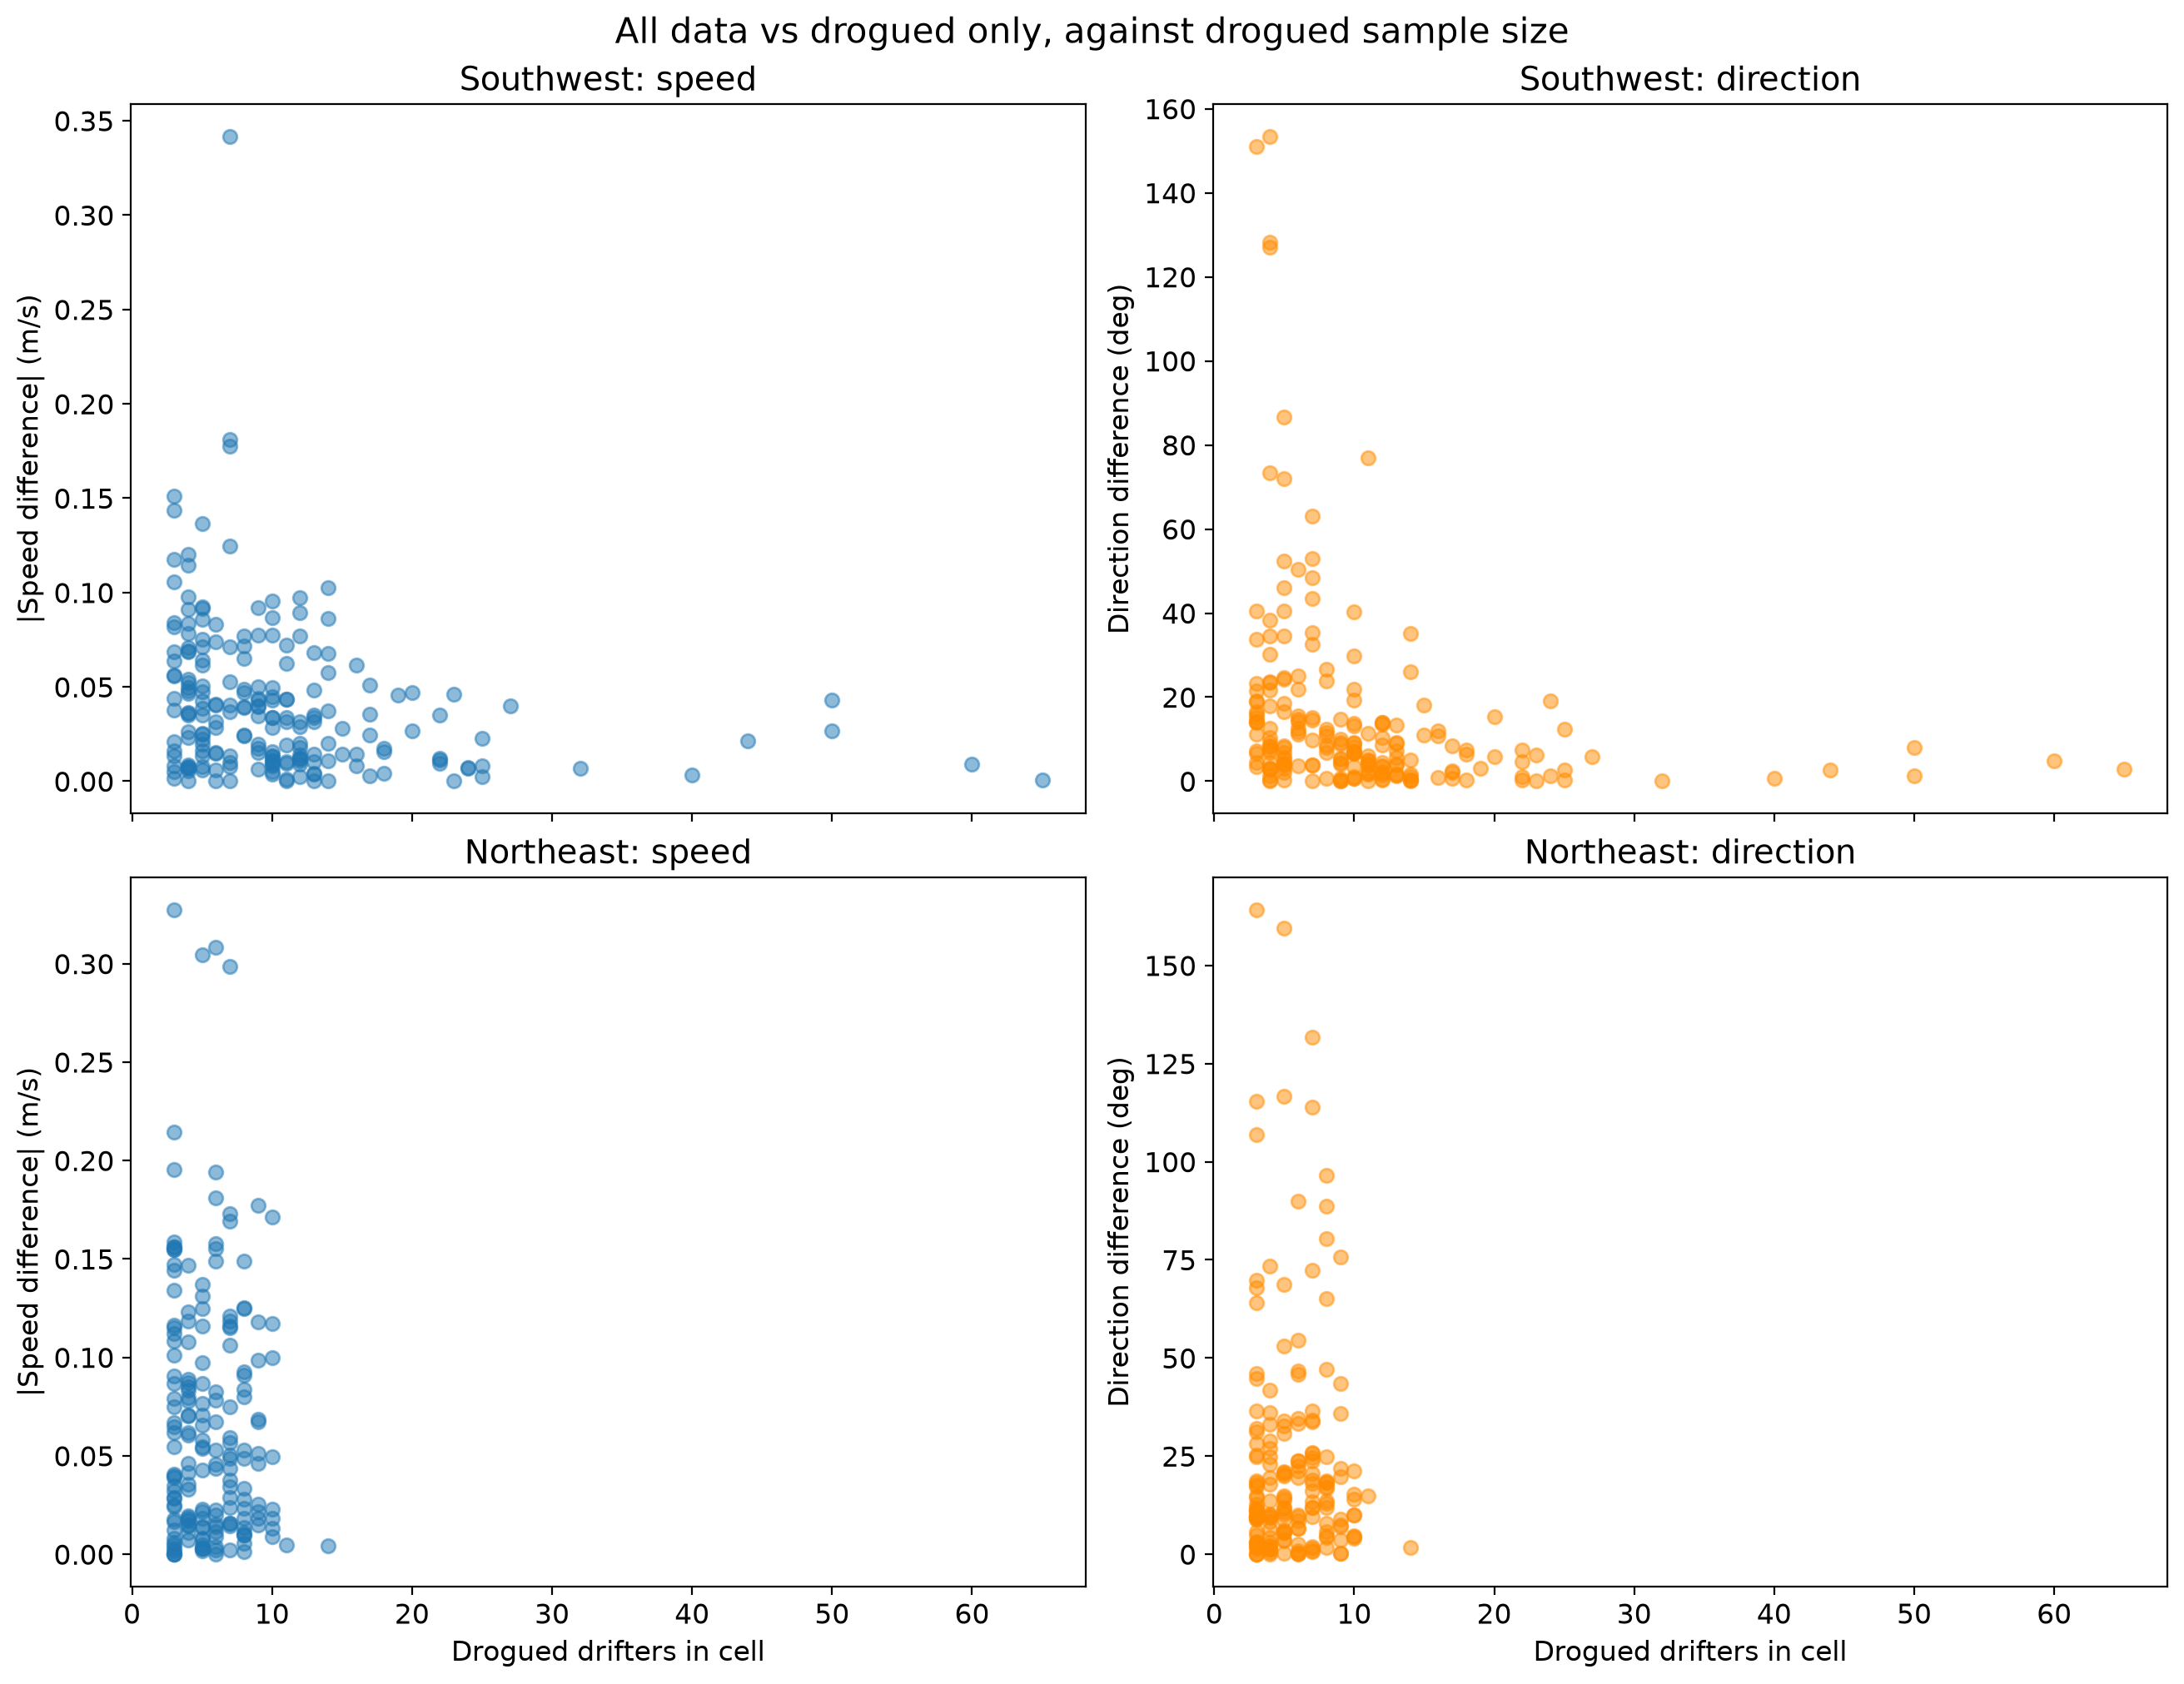 All data vs drogued only, against drogued sample size
Southwest: speed
0.35
0.30
0.25
0.20
0.15
0.10
0.05
0.00
|Speed difference| (m/s)
Southwest: direction
160
140
120
100
80
60
40
20
0
Direction difference (deg)
Northeast: speed
0.30
0.25
0.20
0.15
0.10
0.05
0.00
|Speed difference| (m/s)
0 10 20 30 40 50 60
Drogued drifters in cell
Northeast: direction
150
125
100
75
50
25
0
Direction difference (deg)
0 10 20 30 40 50 60
Drogued drifters in cell